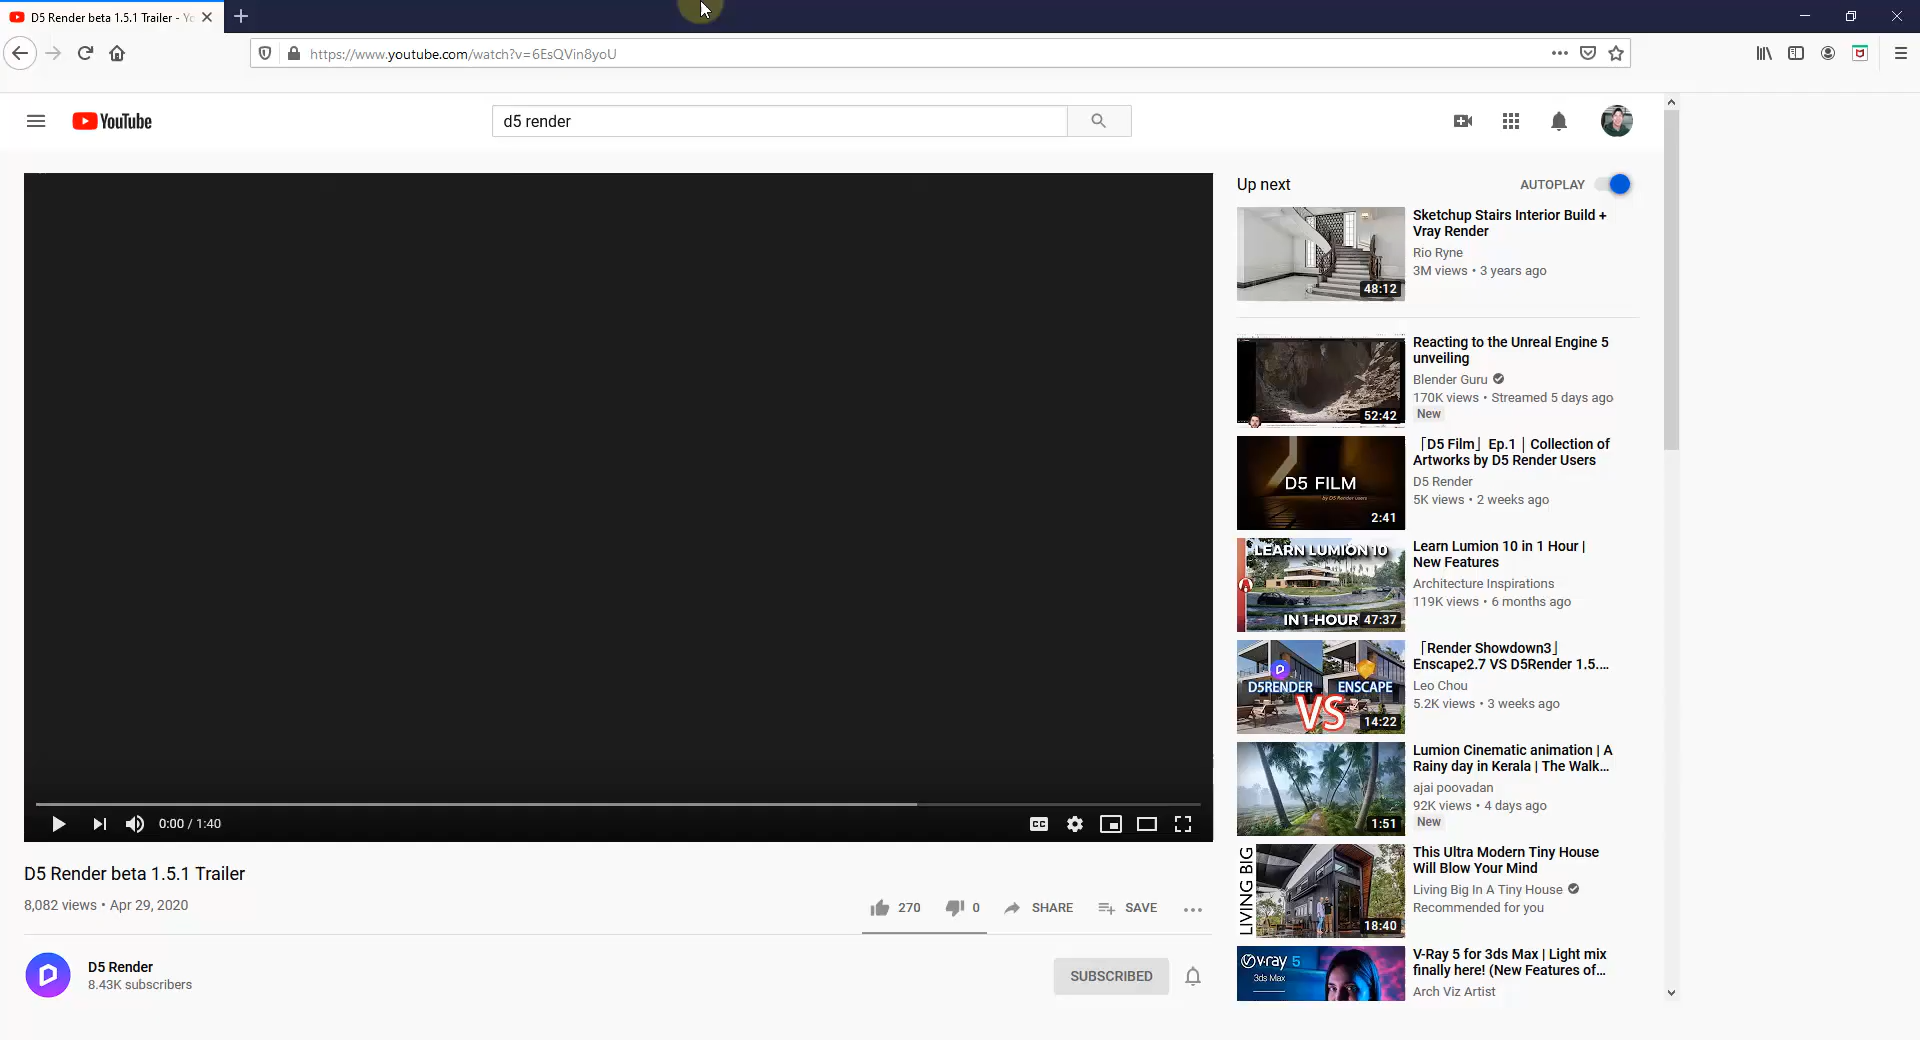 D5 Render beta 1.5.1 Trailer - Yc
https://www.youtube.com/watch?v=6EsQVin8yoU
YouTube
d5 render
Up next
AUTOPLAY
48:12
Sketchup Stairs Interior Build +
Vray Render
Rio Ryne
3M views • 3 years ago
52:42
Reacting to the Unreal Engine 5
unveiling
Blender Guru
170K views • Streamed 5 days ago
New
D5 FILM
by D5 Render users
2:41
「D5 Film」Ep.1 | Collection of
Artworks by D5 Render Users
D5 Render
5K views • 2 weeks ago
LEARN LUMION 10
IN 1-HOUR
47:37
Learn Lumion 10 in 1 Hour |
New Features
Architecture Inspirations
119K views • 6 months ago
D5RENDER
ENSCAPE
VS
14:22
「Render Showdown3」
Enscape2.7 VS D5Render 1.5....
Leo Chou
5.2K views • 3 weeks ago
1:51
Lumion Cinematic animation | A
Rainy day in Kerala | The Walk...
ajai poovadan
92K views • 4 days ago
New
LIVING BIG
18:40
This Ultra Modern Tiny House
Will Blow Your Mind
Living Big In A Tiny House
Recommended for you
v-ray 5
3ds Max
V-Ray 5 for 3ds Max | Light mix
finally here! (New Features of...
Arch Viz Artist
0:00 / 1:40
CC
D5 Render beta 1.5.1 Trailer
8,082 views • Apr 29, 2020
270
0
SHARE
SAVE
D5 Render
8.43K subscribers
SUBSCRIBED